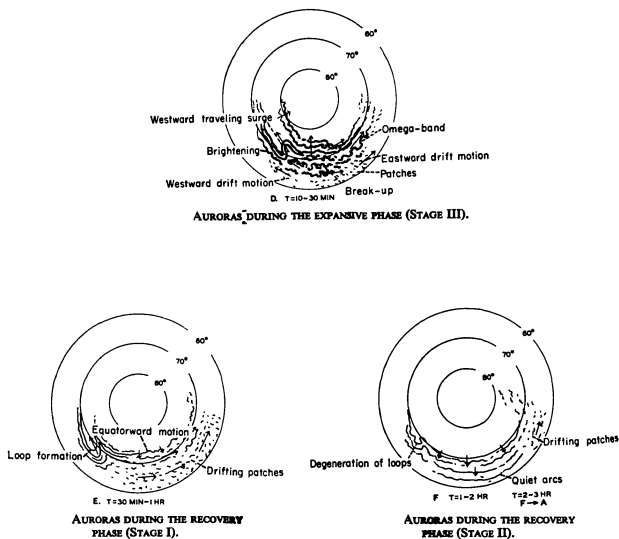 60°
70°
80°
Westward traveling surge
Omega-band
Brightening
Eastward drift motion
Patches
Westward drift motion
Break-up
D. T=10-30 MIN
AURORAS DURING THE EXPANSIVE PHASE (STAGE III).
60°
70°
80°
Equatorward motion
Loop formation
Drifting patches
E. T=30 MIN-1 HR
AURORAS DURING THE RECOVERY
PHASE (STAGE I).
60°
70°
80°
Drifting patches
Degeneration of loops
Quiet arcs
F T=1-2 HR T=2-3 HR
F→A
AURORAS DURING THE RECOVERY
PHASE (STAGE II).